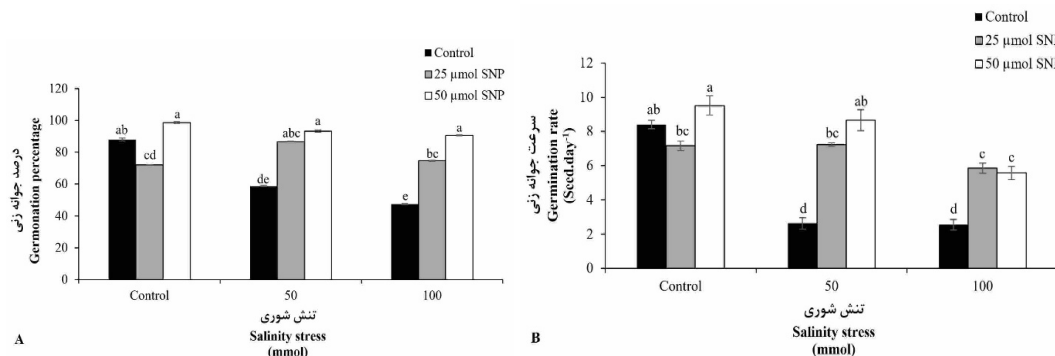 Control
25 µmol SNP
50 µmol SNP
درصد جوانه زنی
Germonation percentage
120
100
80
60
40
20
0
ab
cd
a
de
abc
a
e
bc
a
Control
50
100
تنش شوری
Salinity stress
(mmol)
A
Control
25 µmol SN
50 µmol SN
سرعت جوانه زنی
Germination rate
(Sccd.day-1)
12
10
8
6
4
2
0
ab
bc
a
d
bc
ab
d
c
c
Control
50
100
تنش شوری
Salinity stress
(mmol)
B